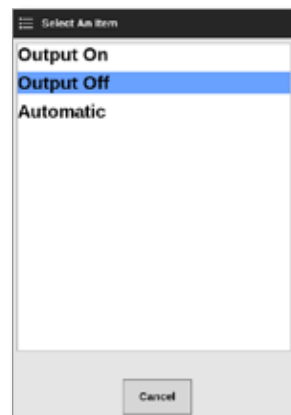 Select An Item
Output On
Output Off
Automatic
Cancel